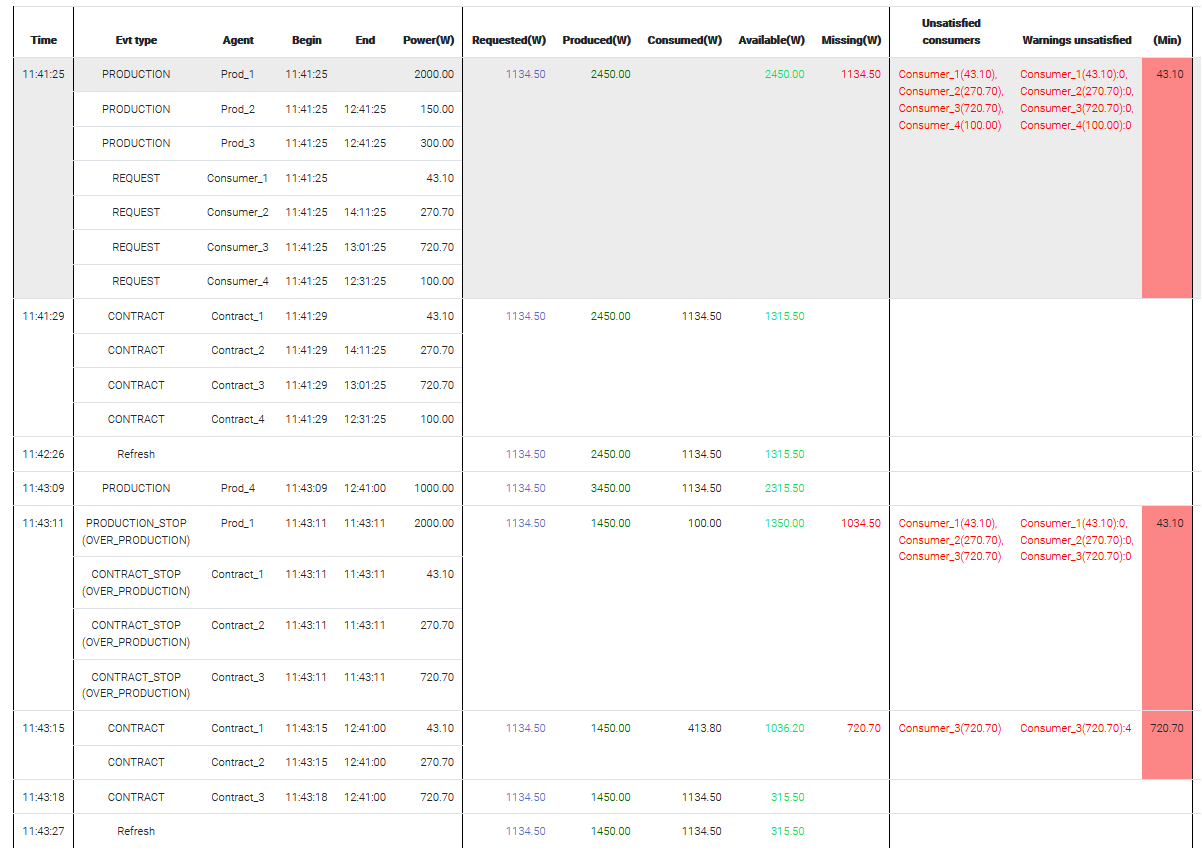 Time Evt type Agent Begin End Power(W) Requested(W) Produced(W) Consumed(W) Available(W) Missing(W) Unsatisfied consumers Warnings unsatisfied (Min)
11:41:25 PRODUCTION Prod_1 11:41:25 2000.00 1134.50 2450.00 2450.00 1134.50 Consumer_1(43.10), Consumer_1(43.10):0, 43.10
Consumer_2(270.70), Consumer_2(270.70):0,
PRODUCTION Prod_2 11:41:25 12:41:25 150.00 Consumer_3(720.70), Consumer_3(720.70):0,
Consumer_4(100.00) Consumer_4(100.00):0
PRODUCTION Prod_3 11:41:25 12:41:25 300.00
REQUEST Consumer_1 11:41:25 43.10
REQUEST Consumer_2 11:41:25 14:11:25 270.70
REQUEST Consumer_3 11:41:25 13:01:25 720.70
REQUEST Consumer_4 11:41:25 12:31:25 100.00
11:41:29 CONTRACT Contract_1 11:41:29 43.10 1134.50 2450.00 1134.50 1315.50
CONTRACT Contract_2 11:41:29 14:11:25 270.70
CONTRACT Contract_3 11:41:29 13:01:25 720.70
CONTRACT Contract_4 11:41:29 12:31:25 100.00
11:42:26 Refresh 1134.50 2450.00 1134.50 1315.50
11:43:09 PRODUCTION Prod_4 11:43:09 12:41:00 1000.00 1134.50 3450.00 1134.50 2315.50
11:43:11 PRODUCTION_STOP Prod_1 11:43:11 11:43:11 2000.00 1134.50 1450.00 100.00 1350.00 1034.50 Consumer_1(43.10), Consumer_1(43.10):0, 43.10
(OVER_PRODUCTION) Consumer_2(270.70), Consumer_2(270.70):0,
Consumer_3(720.70) Consumer_3(720.70):0
CONTRACT_STOP Contract_1 11:43:11 11:43:11 43.10
(OVER_PRODUCTION)
CONTRACT_STOP Contract_2 11:43:11 11:43:11 270.70
(OVER_PRODUCTION)
CONTRACT_STOP Contract_3 11:43:11 11:43:11 720.70
(OVER_PRODUCTION)
11:43:15 CONTRACT Contract_1 11:43:15 12:41:00 43.10 1134.50 1450.00 413.80 1036.20 720.70 Consumer_3(720.70) Consumer_3(720.70):4 720.70
CONTRACT Contract_2 11:43:15 12:41:00 270.70
11:43:18 CONTRACT Contract_3 11:43:18 12:41:00 720.70 1134.50 1450.00 1134.50 315.50
11:43:27 Refresh 1134.50 1450.00 1134.50 315.50